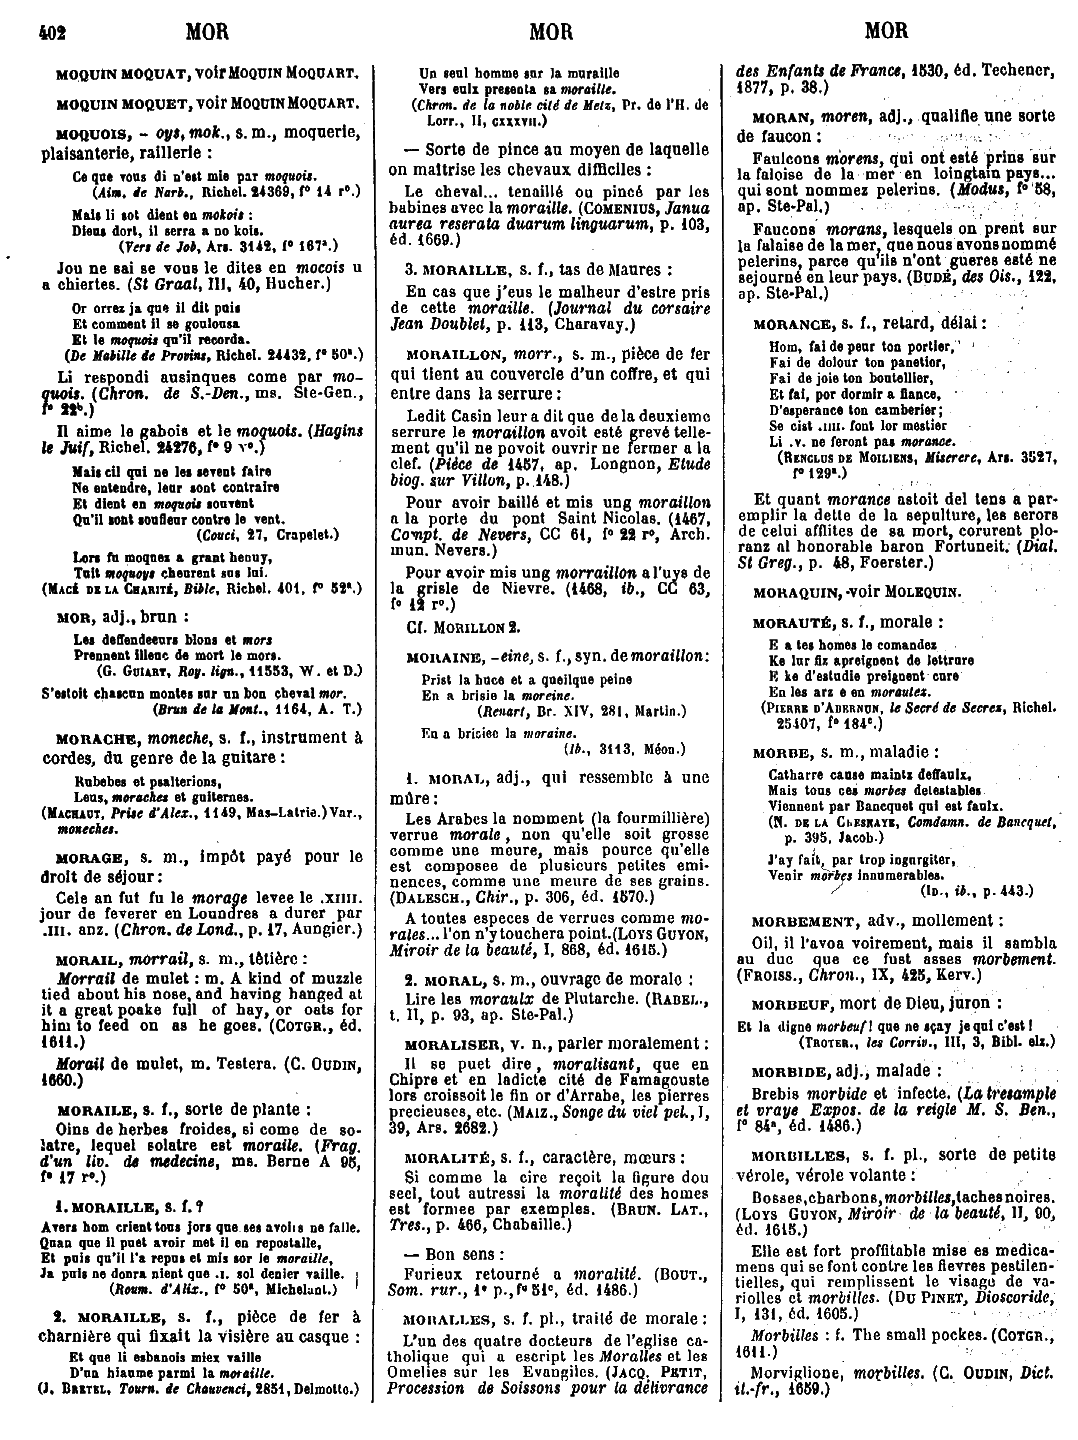 402 MOR MOR MOR
MOQUIN MOQUAT, voir MOQUIN MOQUART.
MOQUIN MOQUET, voir MOQUIN MOQUART.
MOQUOIS, - oys, mok., s. m., moquerie,
plaisanterie, raillerie :
Ce que vous di n'est mie par moquois.
(Aim. de Narb., Richel. 24369, f° 14 r°.)
Mais li sot dient en mokois :
Dieus dort, il serra a no kois.
(Vers de Job, Ars. 3142, f° 167ª.)
Jou ne sai se vous le dites en mocois u
a chiertes. (St Graal, III, 40, Hucher.)
Or orrez ja que il dit puis
Et comment il se goulousa
Et le moquois qu'il recorda.
(De Mabille de Provins, Richel. 24432, f° 50ª.)
Li respondi ausinques come par mo-
quois. (Chron. de S.-Den., ms. Ste-Gen.,
f° 22ᵇ.)
Il aime le gabois et le moquois. (Hagins
le Juif, Richel. 24276, f° 9 v°.)
Mais cil qui ne les sevent faire
Ne entendre, leur sont contraire
Et dient en moquois souvent
Qu'il sont soufleur contre le vent.
(Couci, 27, Crapelet.)
Lors fu moquez a grant henuy,
Tuit moquoys cheurent sus lui.
(MACÉ DE LA CHARITÉ, Bible, Richel. 401, f° 52ª.)
MOR, adj., brun :
Les deffendeeurs blons et mors
Prennent illenc de mort le mors.
(G. GUIART, Roy. lign., 11553, W. et D.)
S'estoit chascun montes sur un bon cheval mor.
(Brun de la Mont., 1164, A. T.)
MORACHE, moneche, s. f., instrument à
cordes, du genre de la guitare :
Rubebes et psalterions,
Leus, moraches et guiternes.
(MACHAUT, Prise d'Alex., 1149, Mas-Latrie.) Var.,
moneches.
MORAGE, s. m., impôt payé pour le
droit de séjour :
Cele an fut fu le morage levee le .XIIII.
jour de feverer en Loundres a durer par
.III. anz. (Chron. de Lond., p. 17, Aungier.)
MORAIL, morrail, s. m., têtière :
Morrail de mulet : m. A kind of muzzle
tied about his nose, and having hanged at
it a great poake full of hay, or oats for
him to feed on as he goes. (COTGR., éd.
1611.)
Morail de mulet, m. Testera. (C. OUDIN,
1660.)
MORAILE, s. f., sorte de plante :
Oins de herbes froides, si come de so-
latre, lequel solatre est moraile. (Frag.
d'un liv. de medecine, ms. Berne A 95,
f° 17 r°.)
1. MORAILLE, s. f. ?
Avers hom crient tous jors que ses avoirs ne faille.
Quan que il puet avoir met il en repostalle,
Et puis qu'il l'a repus et mis sor le moraille,
Ja puis ne donra nient que .I. sol denier vaille.
(Roum. d'Alix., f° 50ª, Michelant.)
2. MORAILLE, s. f., pièce de fer à
charnière qui fixait la visière au casque :
Et que li esbanois miex vaille
D'un hiaume parmi la moraille.
(J. BRETEL, Tourn. de Chauvenci, 2851, Delmotte.)
Un seul homme sur la muraille
Vers eulx presenta sa moraille.
(Chron. de la noble cité de Metz, Pr. de l'H. de
Lorr., II, CXXXVII.)
— Sorte de pince au moyen de laquelle
on maîtrise les chevaux difficiles :
Le cheval... tenaillé ou pincé par les
babines avec la moraille. (COMENIUS, Janua
aurea reserata duarum linguarum, p. 103,
éd. 1669.)
3. MORAILLE, s. f., tas de Maures :
En cas que j'eus le malheur d'estre pris
de cette moraille. (Journal du corsaire
Jean Doublet, p. 113, Charavay.)
MORAILLON, morr., s. m., pièce de fer
qui tient au couvercle d'un coffre, et qui
entre dans la serrure :
Ledit Casin leur a dit que de la deuxieme
serrure le moraillon avoit esté grevé telle-
ment qu'il ne povoit ouvrir ne fermer a la
clef. (Piéce de 1457, ap. Longnon, Etude
biog. sur Villon, p. 148.)
Pour avoir baillé et mis ung moraillon
a la porte du pont Saint Nicolas. (1467,
Compt. de Nevers, CC 61, f° 22 r°, Arch.
mun. Nevers.)
Pour avoir mis ung morraillon a l'uys de
la grisle de Nievre. (1468, ib., CC 63,
f° 12 r°.)
Cf. MORILLON 2.
MORAINE, -eine, s. f., syn. de moraillon :
Prist la huce et a queilque peine
En a brisie la moreine.
(Renart, Br. XIV, 281, Martin.)
En a brisiee la moraine.
(Ib., 3113, Méon.)
1. MORAL, adj., qui ressemble à une
mûre :
Les Arabes la nomment (la fourmillière)
verrue morale, non qu'elle soit grosse
comme une meure, mais pource qu'elle
est composee de plusieurs petites emi-
nences, comme une meure de ses grains.
(DALESCH., Chir., p. 306, éd. 1570.)
A toutes especes de verrues comme mo-
rales... l'on n'y touchera point. (LOYS GUYON,
Miroir de la beauté, I, 868, éd. 1615.)
2. MORAL, s. m., ouvrage de morale :
Lire les moraulx de Plutarche. (RABEL.,
t. II, p. 93, ap. Ste-Pal.)
MORALISER, v. n., parler moralement :
Il se puet dire, moralisant, que en
Chipre et en ladicte cité de Famagouste
lors croissoit le fin or d'Arrabe, les pierres
precieuses, etc. (MAIZ., Songe du viel pel., I,
39, Ars. 2682.)
MORALITÉ, s. f., caractère, mœurs :
Si comme la cire reçoit la figure dou
seel, tout autressi la moralité des homes
est formee par exemples. (BRUN. LAT.,
Tres., p. 466, Chabaille.)
— Bon sens :
Furieux retourné a moralité. (BOUT.,
Som. rur., 1ª p., f° 51ᶜ, éd. 1486.)
MORALLES, s. f. pl., traité de morale :
L'un des quatre docteurs de l'eglise ca-
tholique qui a escript les Moralles et les
Omelies sur les Evangiles. (JACQ. PETIT,
Procession de Soissons pour la délivrance
des Enfants de France, 1530, éd. Techener,
1877, p. 38.)
MORAN, moren, adj., qualifie une sorte
de faucon :
Faulcons morens, qui ont esté prins sur
la faloise de la mer en loingtain pays...
qui sont nommez pelerins. (Modus, f° 58,
ap. Ste-Pal.)
Faucons morans, lesquels on prent sur
la falaise de la mer, que nous avons nommé
pelerins, parce qu'ils n'ont gueres esté ne
sejourné en leur pays. (BUDÉ, des Ois., 122,
ap. Ste-Pal.)
MORANCE, s. f., retard, délai :
Hom, fai de peur ton portier,
Fai de dolour ton panetier,
Fai de joie ton bouteillier,
Et fai, por dormir a fiance,
D'esperance ton camberier ;
Se cist .IIII. font lor mestier
Li .V. ne feront pas morance.
(RENCLUS DE MOILIENS, Miserere, Ars. 3527,
f° 129ª.)
Et quant morance astoit del tens a par-
emplir la dette de la sepulture, les serors
de celui afflites de sa mort, corurent plo-
ranz al honorable baron Fortuneit. (Dial.
St Greg., p. 48, Foerster.)
MORAQUIN, -voir MOLEQUIN.
MORAUTÉ, s. f., morale :
E a tes homes le comandez
Ke lur fiz apreignent de lettrure
E ke d'estudie preignent cure
En les arz e en morautez.
(PIERRE D'ABERNUN, le Secré de Secrez, Richel.
25407, f° 184ᶜ.)
MORBE, s. m., maladie :
Catharre cause maintz deffaulx,
Mais tous ces morbes detestables
Viennent par Bancquet qui est faulx.
(N. DE LA CHESNAYE, Comdamn. de Bancquet,
p. 395, Jacob.)
J'ay fait, par trop ingurgiter,
Venir morbes innumerables.
(ID., ib., p. 443.)
MORBEMENT, adv., mollement :
Oil, il l'avoa voirement, mais il sambla
au duc que ce fust asses morbement.
(FROISS., Chron., IX, 425, Kerv.)
MORBEUF, mort de Dieu, juron :
Et la digne morbeuf ! que ne sçay je qui c'est !
(TROTER., les Corriv., III, 3, Bibl. elz.)
MORBIDE, adj., malade :
Brebis morbide et infecte. (La tresample
et vraye Expos. de la reigle M. S. Ben.,
f° 84ª, éd. 1486.)
MORBILLES, s. f. pl., sorte de petite
vérole, vérole volante :
Bosses, charbons, morbilles, taches noires.
(LOYS GUYON, Miroir de la beauté, II, 90,
éd. 1615.)
Elle est fort proffitable mise es medica-
mens qui se font contre les fievres pestilen-
tielles, qui remplissent le visage de va-
riolles et morbilles. (DU PINET, Dioscoride,
I, 131, éd. 1605.)
Morbilles : f. The small pockes. (COTGR.,
1611.)
Morviglione, morbilles. (C. OUDIN, Dict.
it.-fr., 1659.)